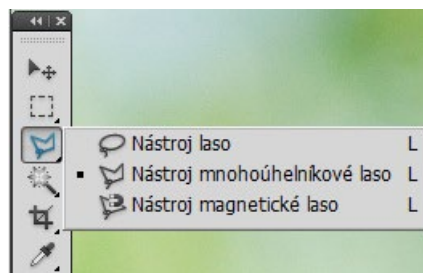 Nástroj laso L
Nástroj mnohoúhelníkové laso L
Nástroj magnetické laso L